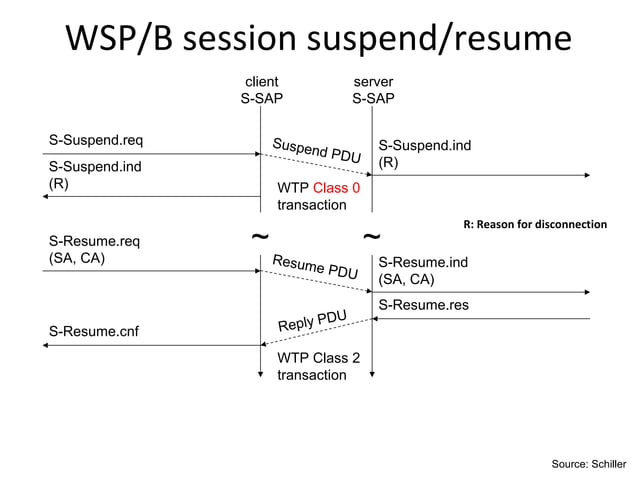 WSP/B session suspend/resume
client
S-SAP
server
S-SAP
S-Suspend.req
Suspend PDU
S-Suspend.ind
(R)
S-Suspend.ind
(R)
WTP Class 0
transaction
R: Reason for disconnection
~
~
S-Resume.req
(SA, CA)
Resume PDU
S-Resume.ind
(SA, CA)
S-Resume.res
Reply PDU
S-Resume.cnf
WTP Class 2
transaction
Source: Schiller